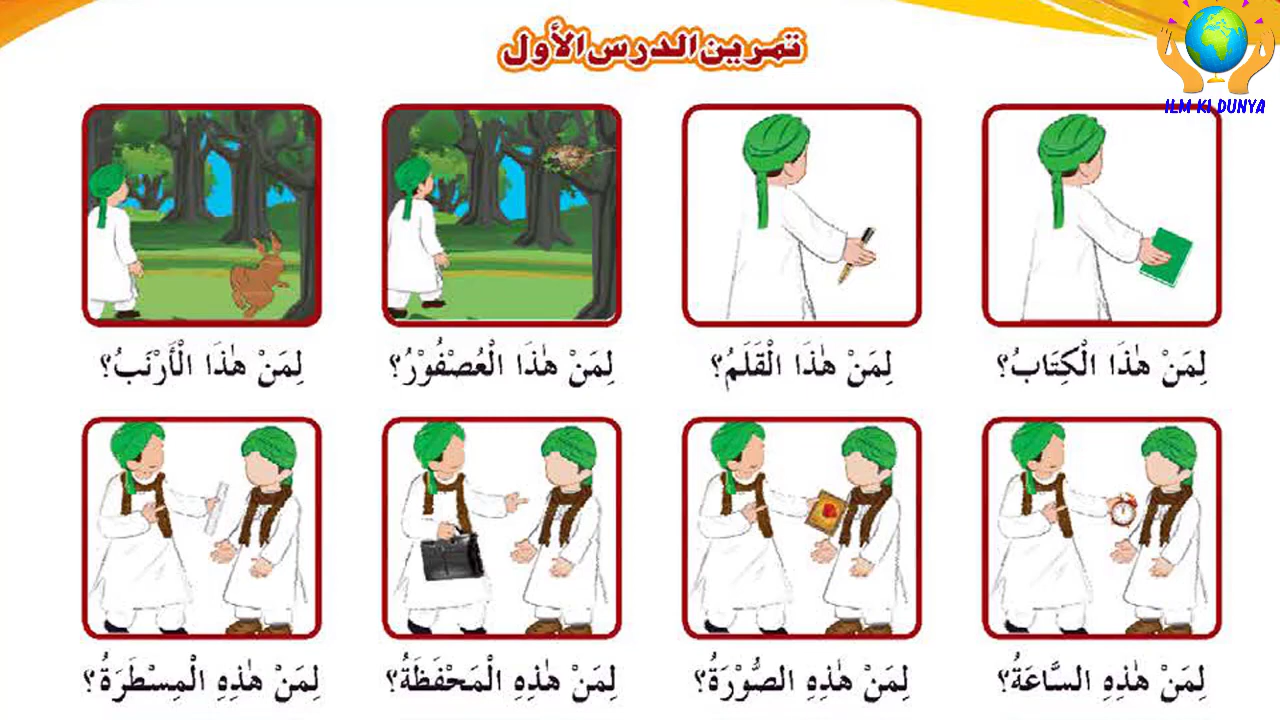 تمرين الدرس الأول
ILM KI DUNYA
لِمَنْ هٰذَا الْكِتَابُ؟
لِمَنْ هٰذَا الْقَلَمُ؟
لِمَنْ هٰذَا الْعُصْفُوْرُ؟
لِمَنْ هٰذَا الْأَرْنَبُ؟
لِمَنْ هٰذِهِ السَّاعَةُ؟
لِمَنْ هٰذِهِ الصُّوْرَةُ؟
لِمَنْ هٰذِهِ الْمَحْفَظَةُ؟
لِمَنْ هٰذِهِ الْمِسْطَرَةُ؟